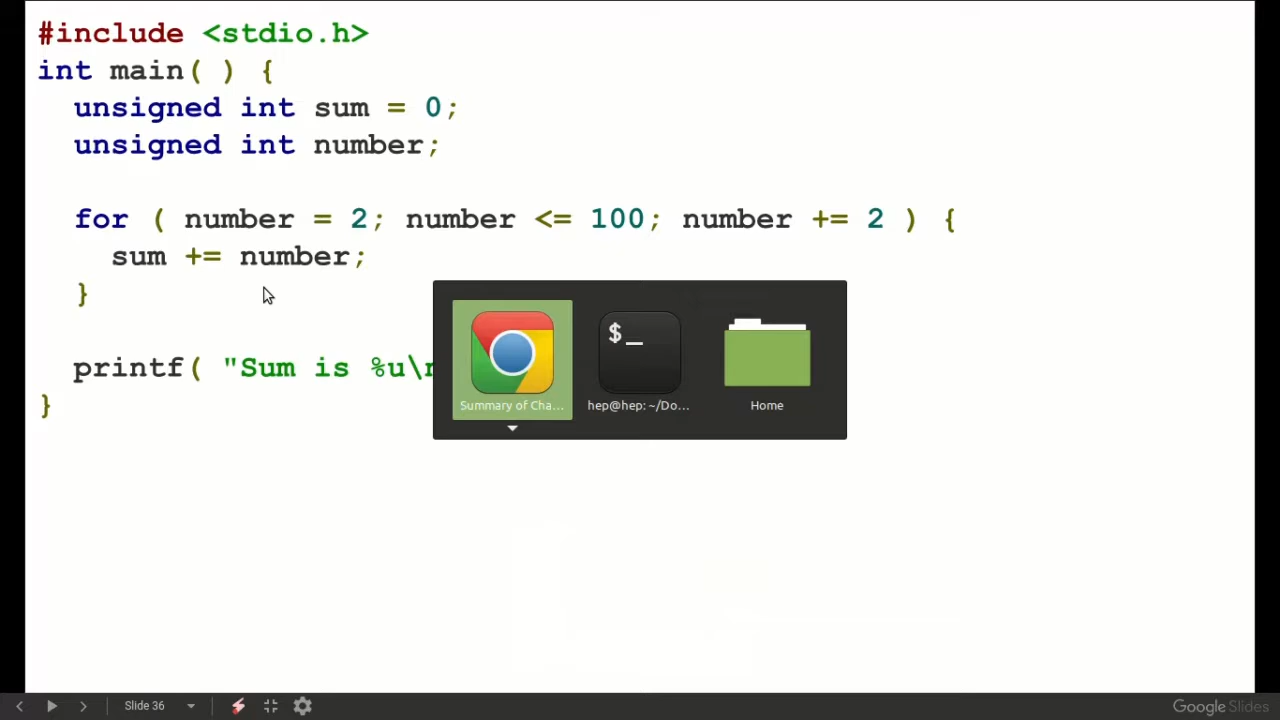 #include <stdio.h>
int main( ) {
unsigned int sum = 0;
unsigned int number;
for ( number = 2; number <= 100; number += 2 ) {
sum += number;
}
printf( "Sum is %u\n
}
$_
Summary of Cha...
hep@hep: ~/Do...
Home
Slide 36
Google Slides